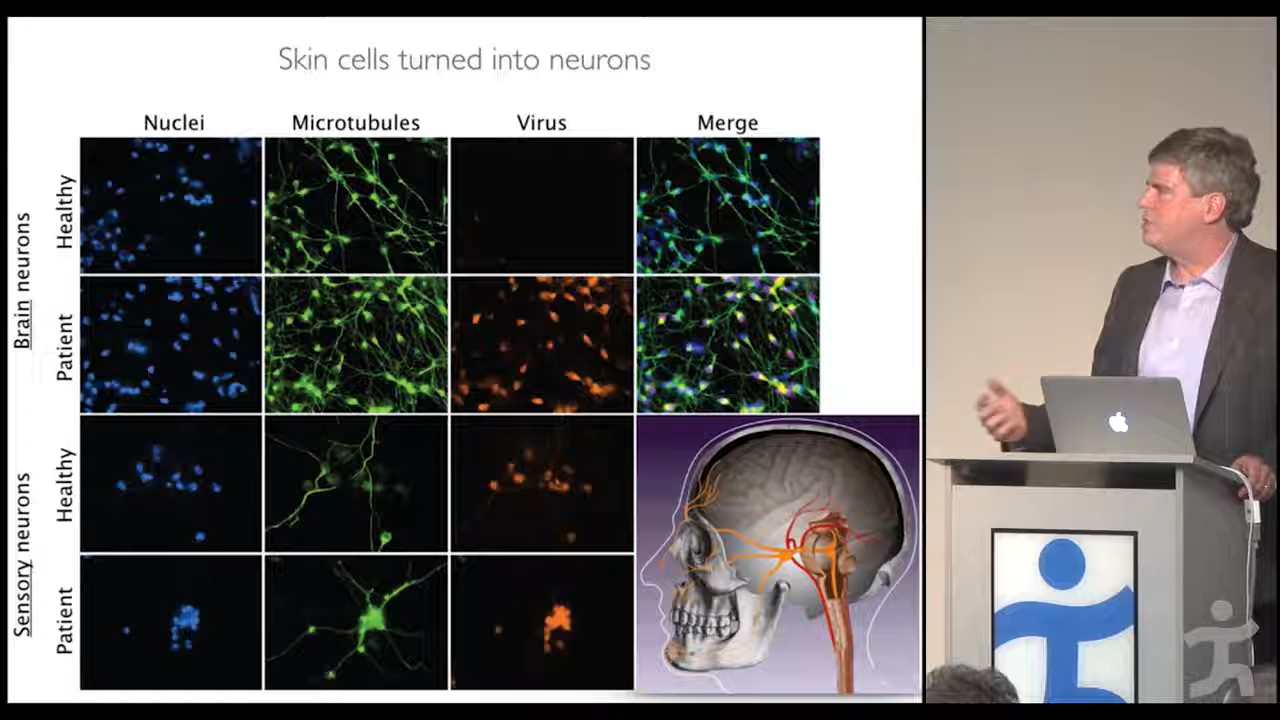 Skin cells turned into neurons
Nuclei Microtubules Virus Merge
Brain neurons
Healthy
Patient
Sensory neurons
Healthy
Patient